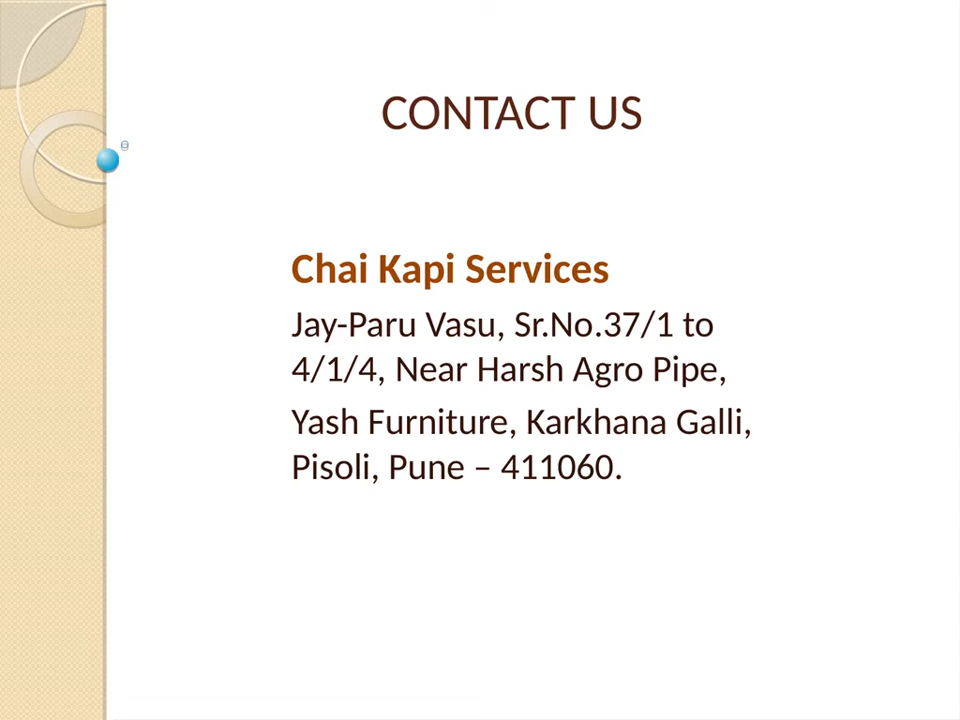 CONTACT US
Chai Kapi Services
Jay-Paru Vasu, Sr.No.37/1 to
4/1/4, Near Harsh Agro Pipe,
Yash Furniture, Karkhana Galli,
Pisoli, Pune – 411060.